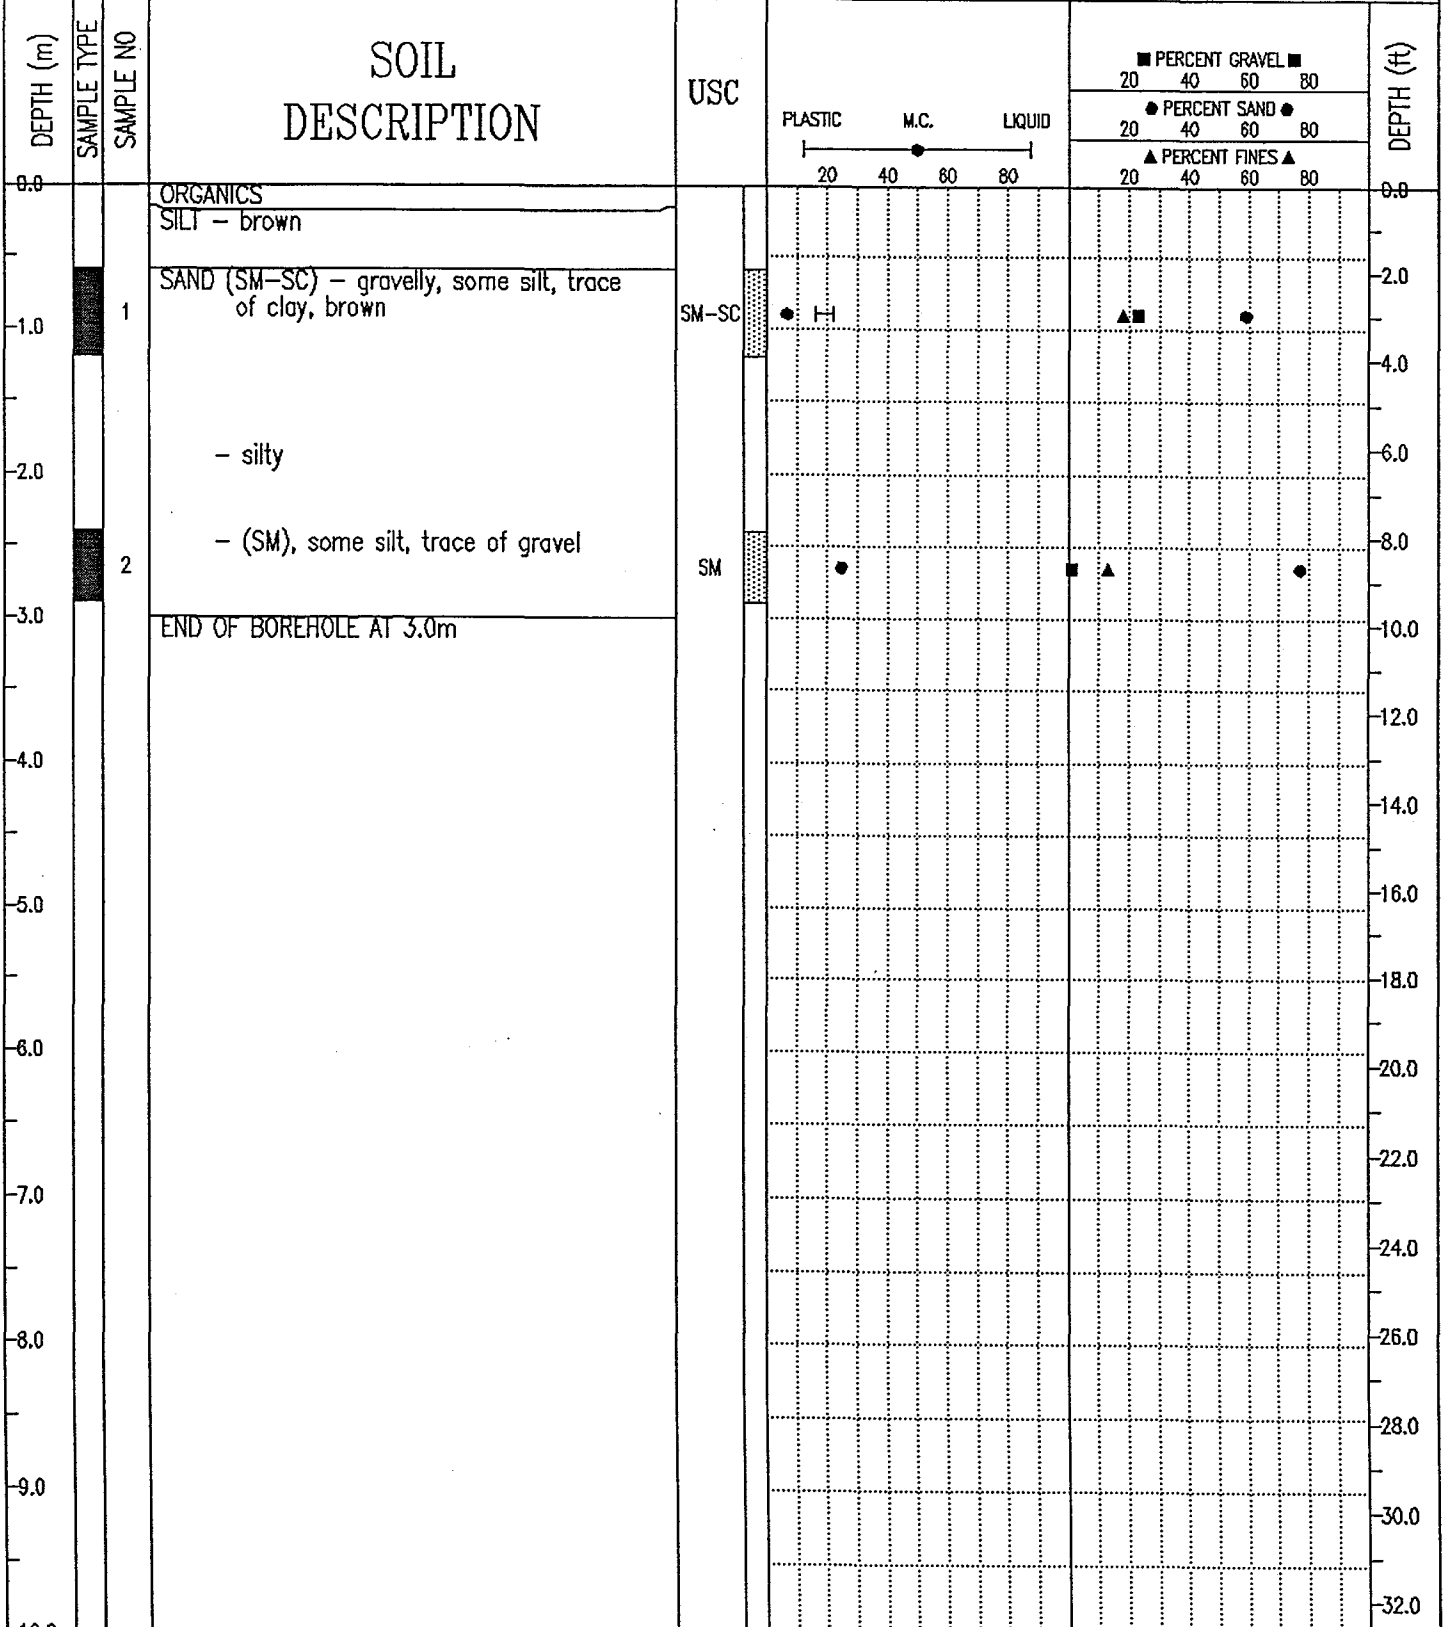 DEPTH (m)
SAMPLE TYPE
SAMPLE NO
SOIL
DESCRIPTION
USC
PLASTIC M.C. LIQUID
20 40 60 80
■ PERCENT GRAVEL ■
20 40 60 80
● PERCENT SAND ●
20 40 60 80
▲ PERCENT FINES ▲
20 40 60 80
DEPTH (ft)
0.0
ORGANICS
0.0
SILT – brown
SAND (SM–SC) – gravelly, some silt, trace
2.0
of clay, brown
1
SM–SC
1.0
4.0
– silty
6.0
2.0
– (SM), some silt, trace of gravel
8.0
2
SM
3.0
END OF BOREHOLE AT 3.0m
10.0
12.0
4.0
14.0
5.0
16.0
18.0
6.0
20.0
22.0
7.0
24.0
8.0
26.0
28.0
9.0
30.0
32.0